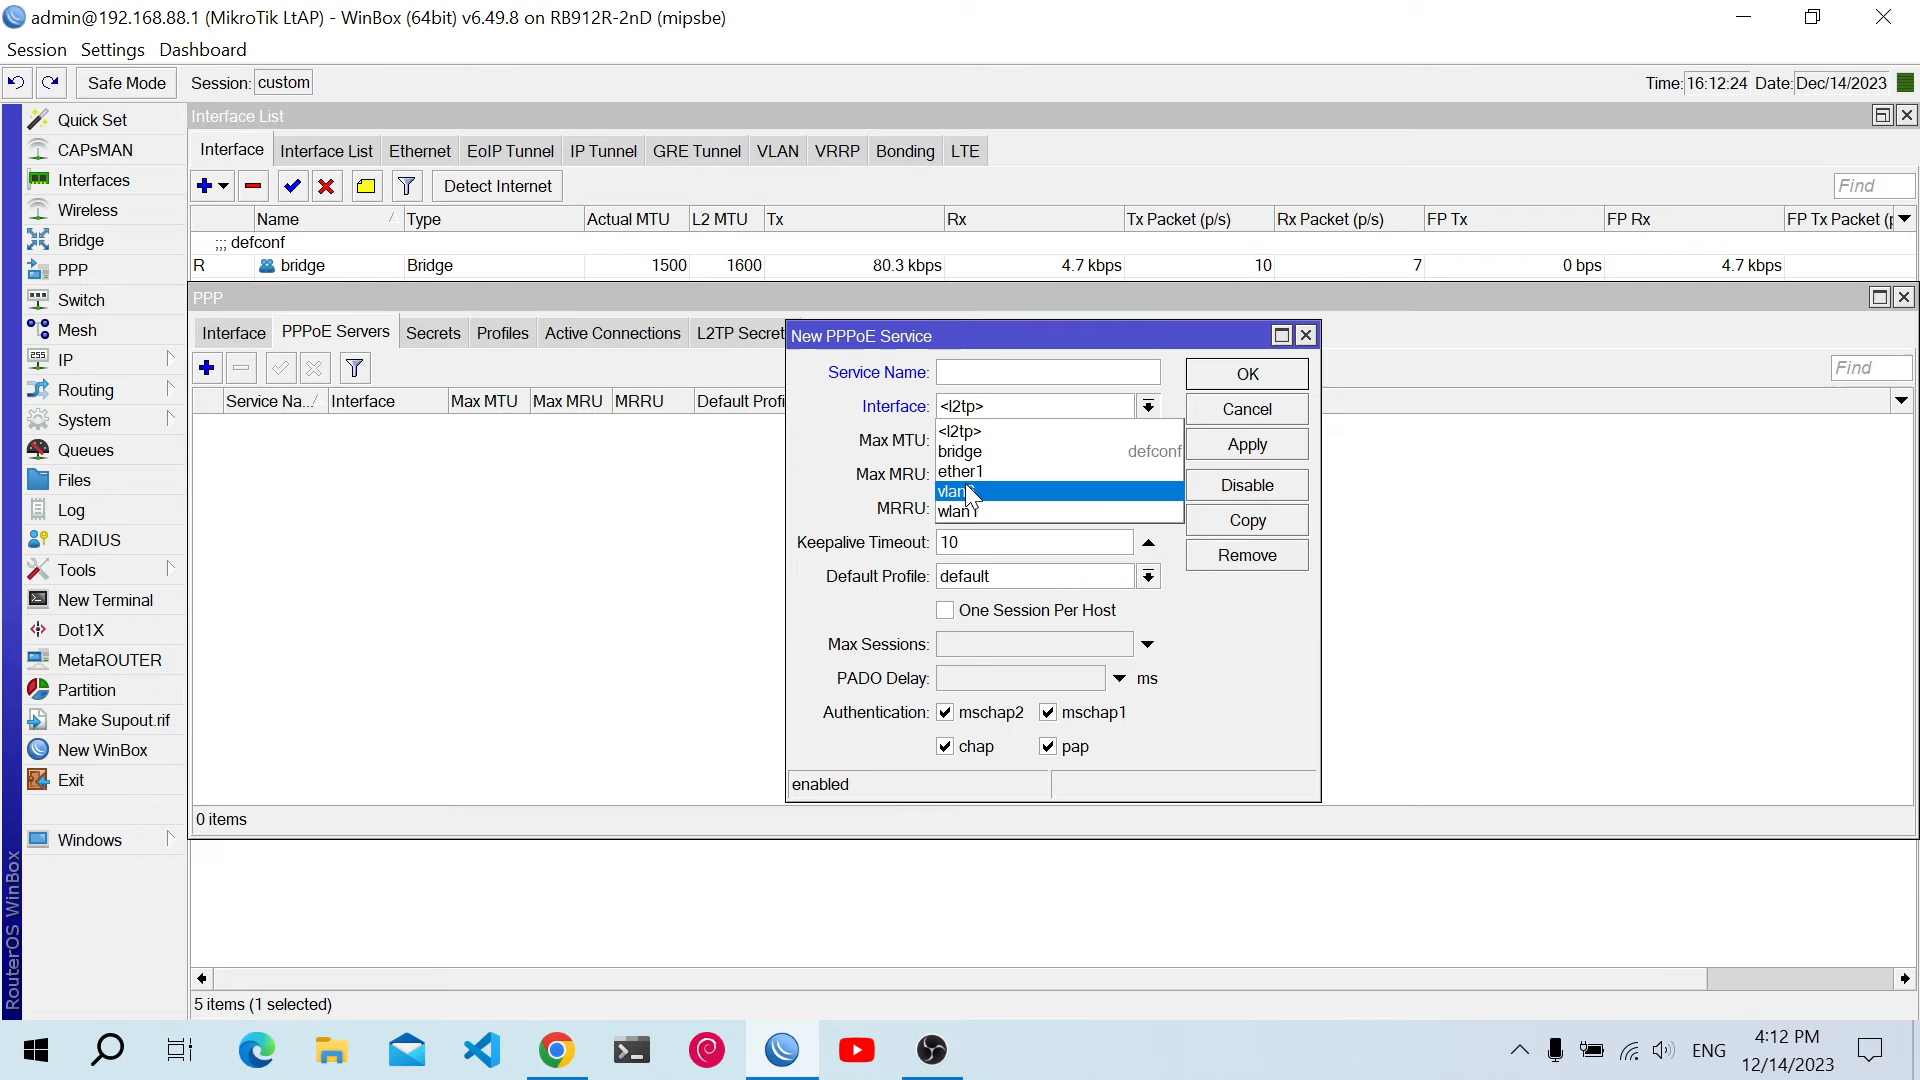 admin@192.168.88.1 (MikroTik LtAP) - WinBox (64bit) v6.49.8 on RB912R-2nD (mipsbe)
Session Settings Dashboard
Safe Mode Session: custom Time: 16:12:24 Date: Dec/14/2023
Quick Set
CAPsMAN
Interfaces
Wireless
Bridge
PPP
Switch
Mesh
IP
Routing
System
Queues
Files
Log
RADIUS
Tools
New Terminal
Dot1X
MetaROUTER
Partition
Make Supout.rif
New WinBox
Exit
Windows
RouterOS WinBox
Interface List
Interface Interface List Ethernet EoIP Tunnel IP Tunnel GRE Tunnel VLAN VRRP Bonding LTE
Detect Internet Find
Name Type Actual MTU L2 MTU Tx Rx Tx Packet (p/s) Rx Packet (p/s) FP Tx FP Rx FP Tx Packet (
;;; defconf
R bridge Bridge 1500 1600 80.3 kbps 4.7 kbps 10 7 0 bps 4.7 kbps
PPP
Interface PPPoE Servers Secrets Profiles Active Connections L2TP Secret
Find
Service Na... Interface Max MTU Max MRU MRRU Default Profi
0 items
New PPPoE Service
Service Name:
Interface: <l2tp>
Max MTU:
Max MRU:
MRRU:
<l2tp>
bridge defconf
ether1
wlan1
Keepalive Timeout: 10
Default Profile: default
One Session Per Host
Max Sessions:
PADO Delay: ms
Authentication: mschap2 mschap1
chap pap
enabled
OK
Cancel
Apply
Disable
Copy
Remove
5 items (1 selected)
255
ENG
4:12 PM
12/14/2023